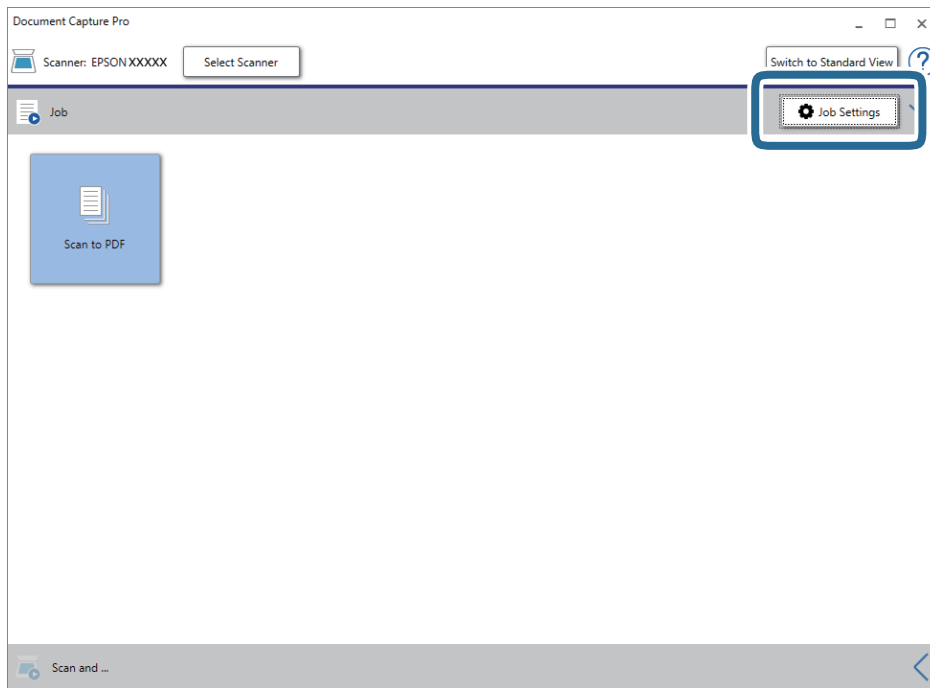 Document Capture Pro
Scanner: EPSON XXXXX
Select Scanner
Switch to Standard View
?
Job
Job Settings
Scan to PDF
Scan and ...